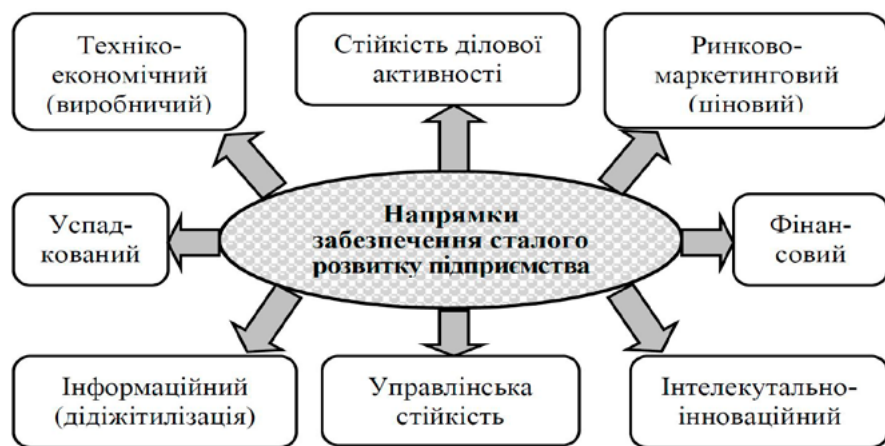 Техніко-
економічний
(виробничий)
Стійкість ділової
активності
Ринково-
маркетинговий
(ціновий)
Успад-
кований
Напрямки
забезпечення сталого
розвитку підприємства
Фінан-
совий
Інформаційний
(дідіжітилізація)
Управлінська
стійкість
Інтелекутально-
інноваційний